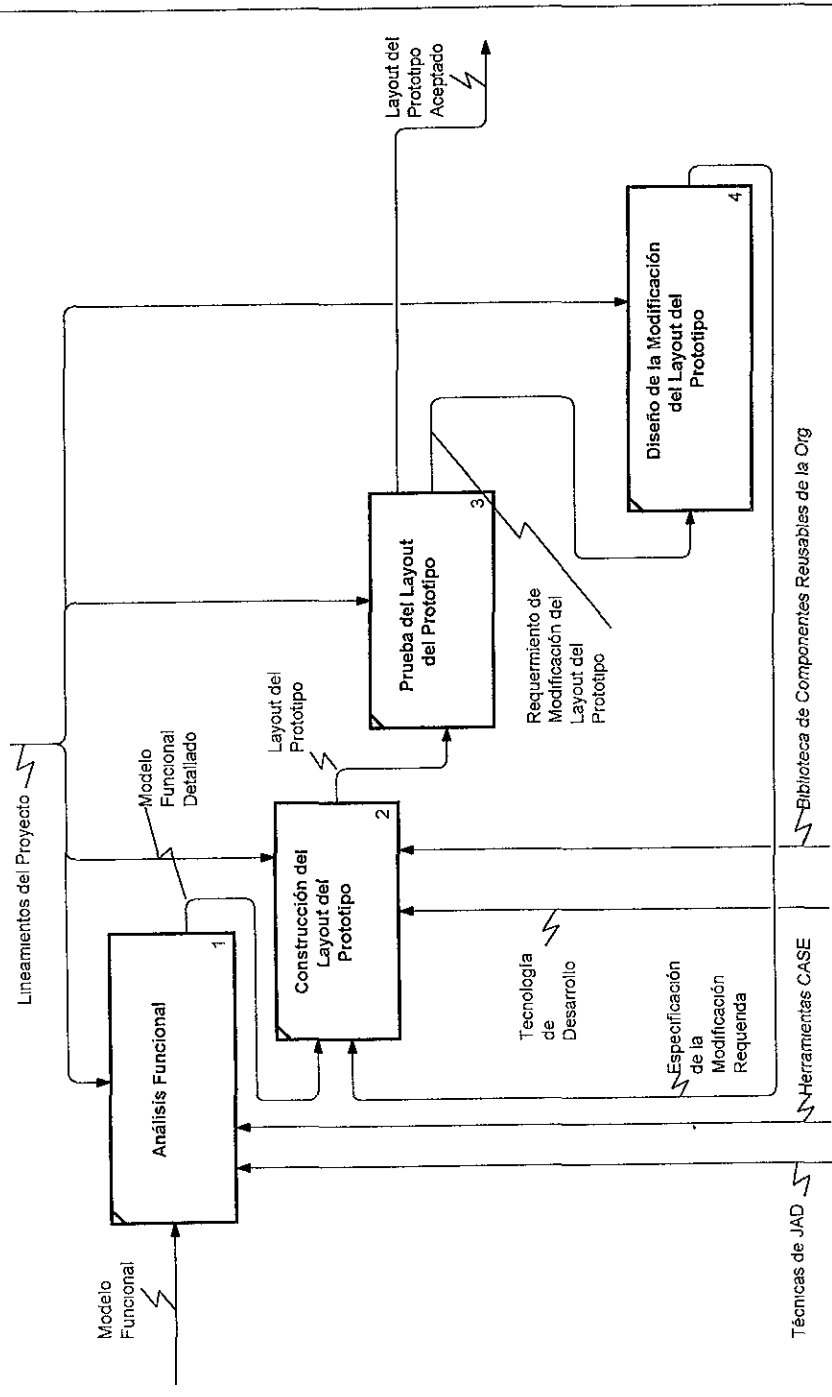 Lineamientos del Proyecto
Modelo
Funcional
Análisis Funcional
1
Modelo
Funcional
Detallado
Construcción del
Layout del
Prototipo
2
Layout del
Prototipo
Prueba del Layout
del Prototipo
3
Layout del
Prototipo
Aceptado
Requermiento de
Modificación del
Layout del
Prototipo
Diseño de la Modificación
del Layout del
Prototipo
4
Tecnología
de
Desarrollo
Especificación
de la
Modificación
Requenda
Técnicas de JAD
Herramientas CASE
Biblioteca de Componentes Reusables de la Org